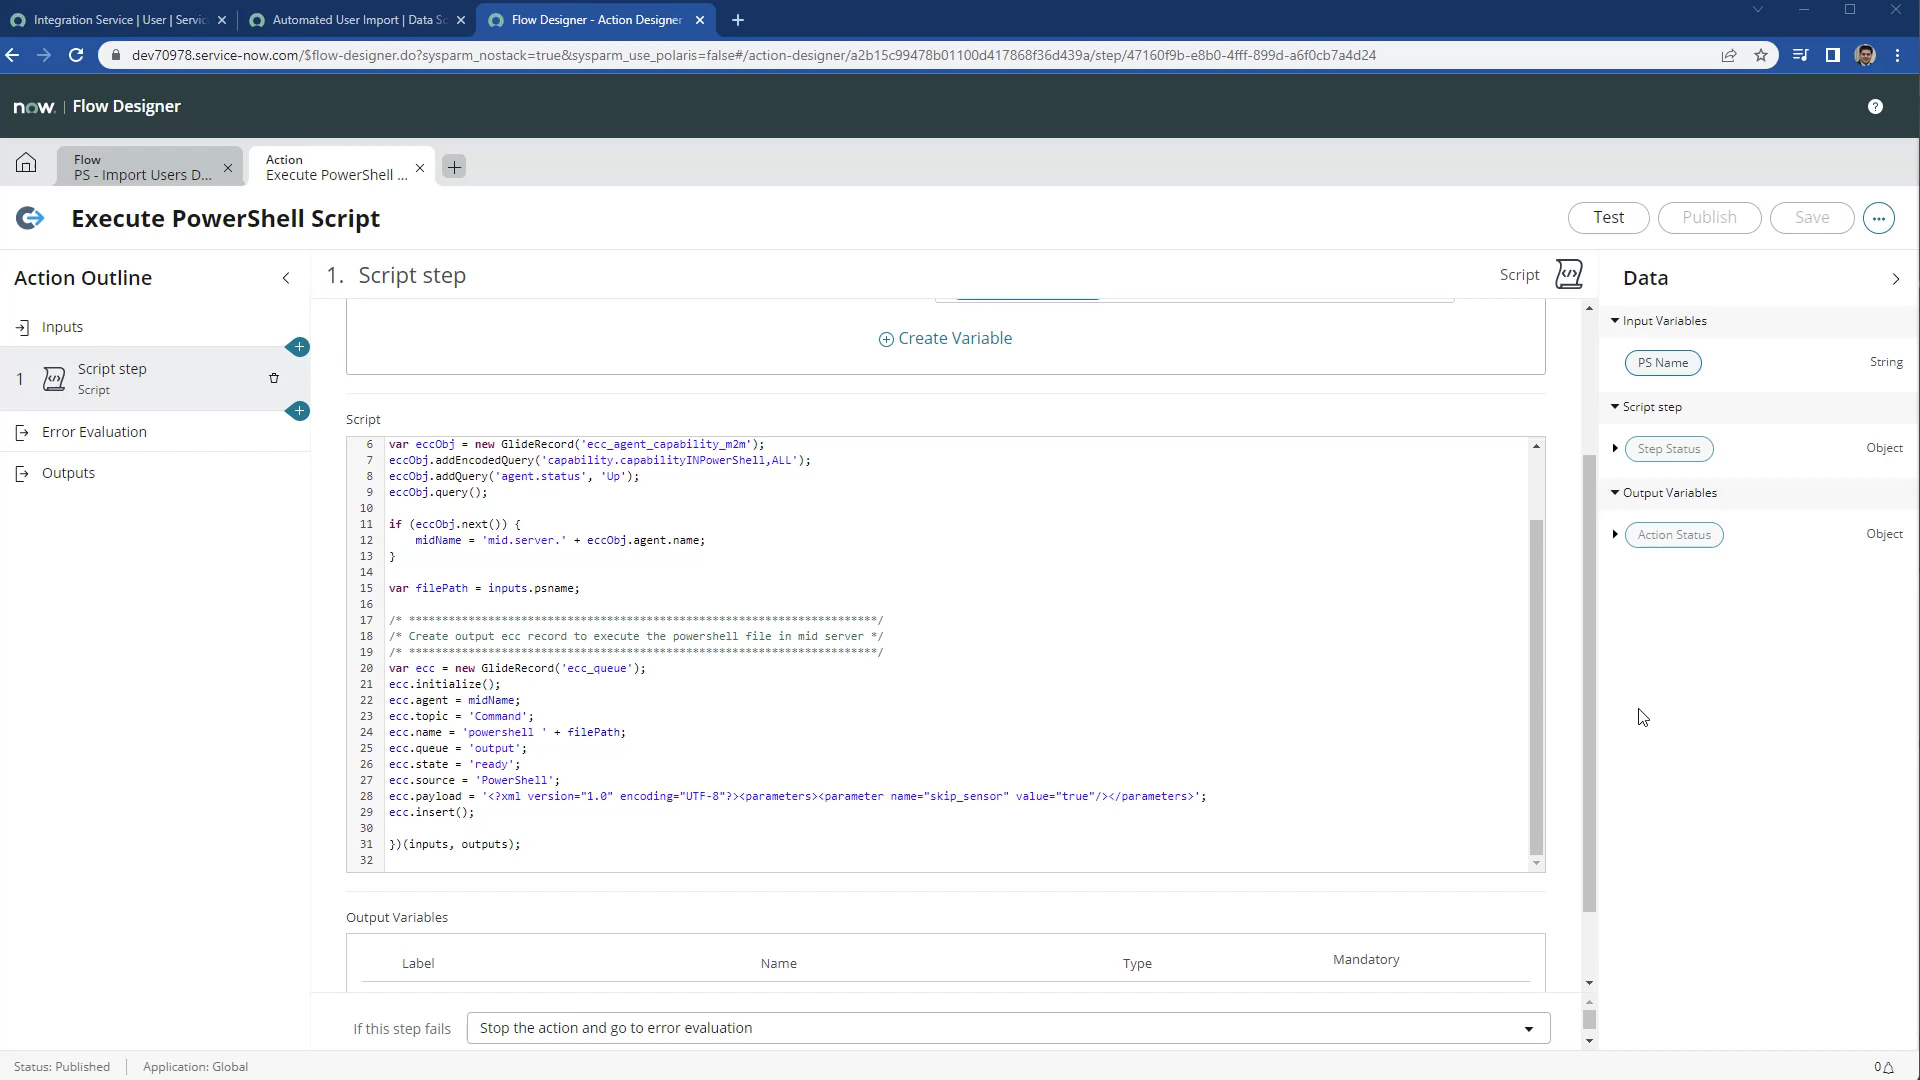 Integration Service | User | Servic
Automated User Import | Data So
Flow Designer - Action Designer
dev70978.service-now.com/$flow-designer.do?sysparm_nostack=true&sysparm_use_polaris=false#/action-designer/a2b15c99478b01100d417868f36d439a/step/47160f9b-e8b0-4fff-899d-a6f0cb7a4d24
now. | Flow Designer
?
Flow
PS - Import Users D...
Action
Execute PowerShell ...
Execute PowerShell Script
Test
Publish
Save
...
Action Outline
Inputs
1
Script step
Script
Error Evaluation
Outputs
1. Script step
Script
Create Variable
Script
6 var eccObj = new GlideRecord('ecc_agent_capability_m2m');
7 eccObj.addEncodedQuery('capability.capabilityINPowerShell,ALL');
8 eccObj.addQuery('agent.status', 'Up');
9 eccObj.query();
10
11 if (eccObj.next()) {
12 midName = 'mid.server.' + eccObj.agent.name;
13 }
14
15 var filePath = inputs.psname;
16
17 /* ***********************************************************************/
18 /* Create output ecc record to execute the powershell file in mid server */
19 /* ***********************************************************************/
20 var ecc = new GlideRecord('ecc_queue');
21 ecc.initialize();
22 ecc.agent = midName;
23 ecc.topic = 'Command';
24 ecc.name = 'powershell ' + filePath;
25 ecc.queue = 'output';
26 ecc.state = 'ready';
27 ecc.source = 'PowerShell';
28 ecc.payload = '<?xml version="1.0" encoding="UTF-8"?><parameters><parameter name="skip_sensor" value="true"/></parameters>';
29 ecc.insert();
30
31 })(inputs, outputs);
32
Output Variables
Label Name Type Mandatory
If this step fails
Stop the action and go to error evaluation
Data
Input Variables
PS Name String
Script step
Step Status Object
Output Variables
Action Status Object
Status: Published | Application: Global
0